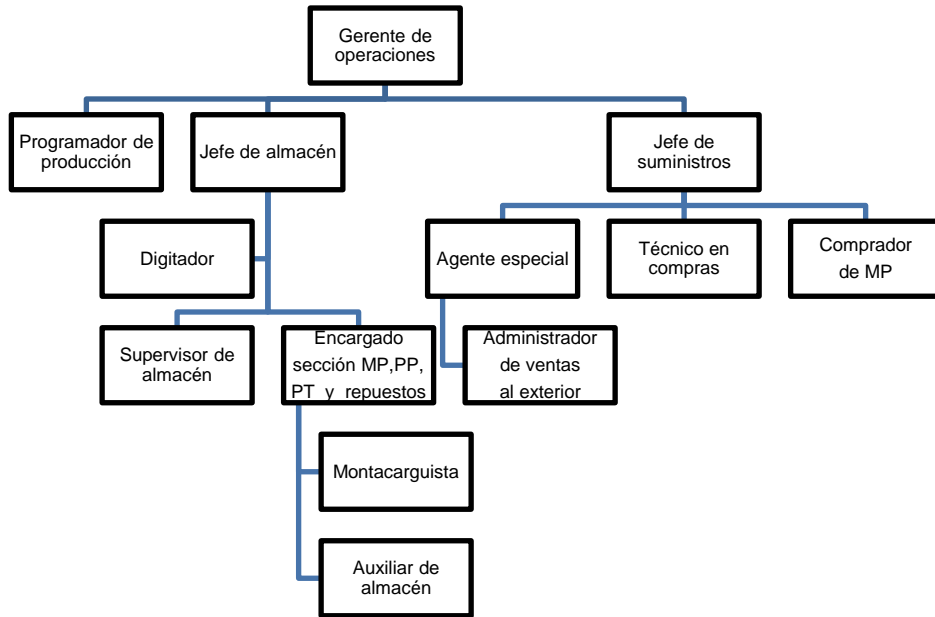 Gerente de
operaciones
Programador de
producción
Jefe de almacén
Jefe de
suministros
Digitador
Agente especial
Técnico en
compras
Comprador
de MP
Supervisor de
almacén
Encargado
sección MP,PP,
PT y repuestos
Administrador
de ventas
al exterior
Montacarguista
Auxiliar de
almacén